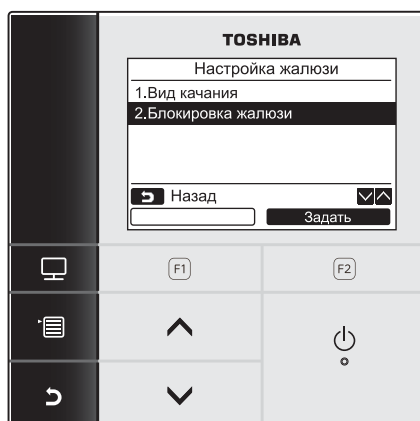 TOSHIBA
Настройка жалюзи
1.Вид качания
2.Блокировка жалюзи
Назад
Задать
F1
F2